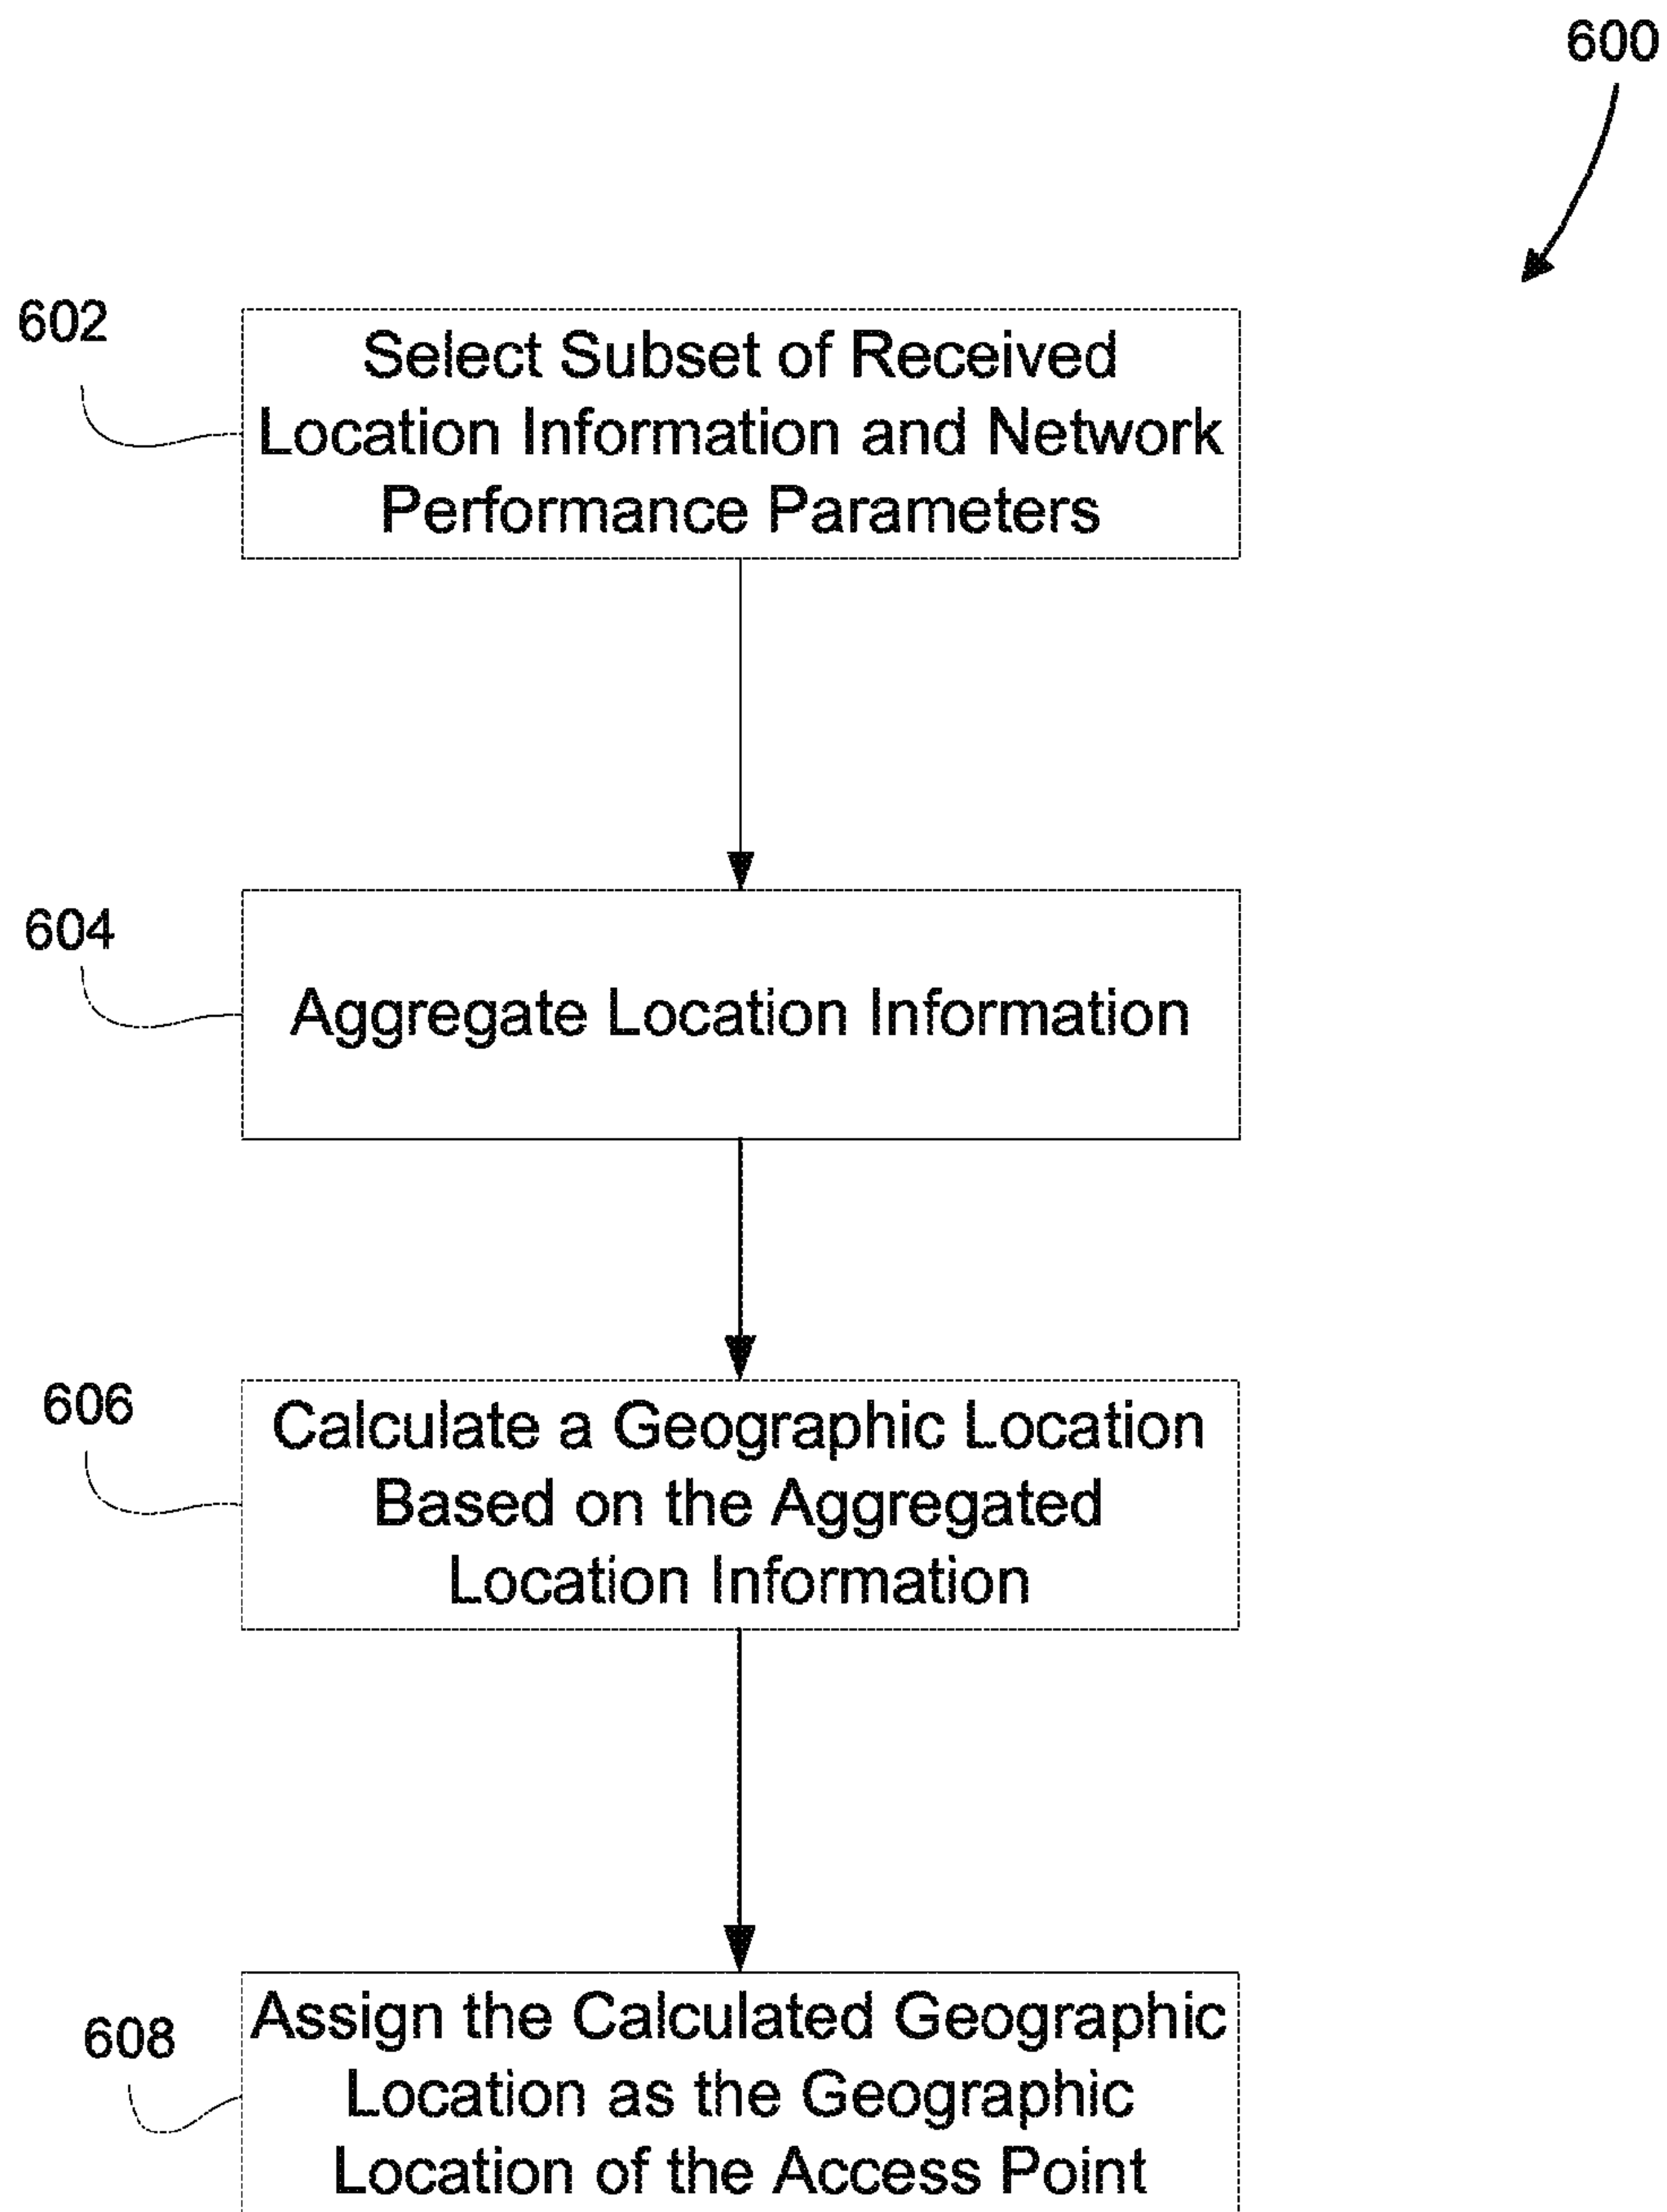 600
602
Select Subset of Received
Location Information and Network
Performance Parameters
604
Aggregate Location Information
606
Calculate a Geographic Location
Based on the Aggregated
Location Information
608
Assign the Calculated Geographic
Location as the Geographic
Location of the Access Point